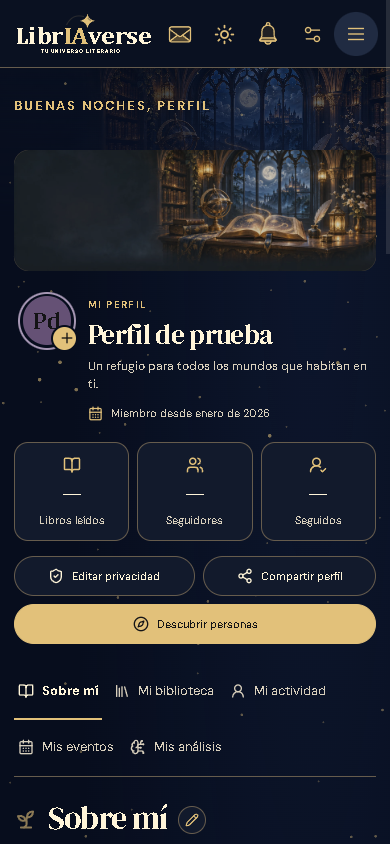 LibrIAverse
TU UNIVERSO LITERARIO
BUENAS NOCHES, PERFIL
Pd
MI PERFIL
Perfil de prueba
Un refugio para todos los mundos que habitan en
ti.
Miembro desde enero de 2026
— — —
Libros leídos Seguidores Seguidos
Editar privacidad Compartir perfil
Descubrir personas
Sobre mí Mi biblioteca Mi actividad
Mis eventos Mis análisis
Sobre mí